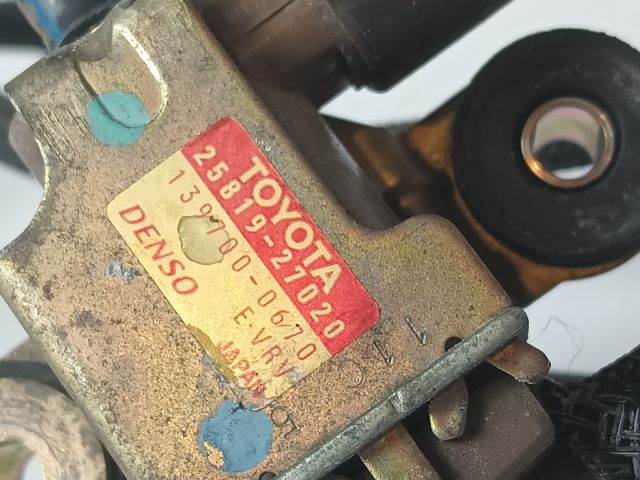 TOYOTA
25819-27020
139700-0670
DENSO E-VRV
JAPAN